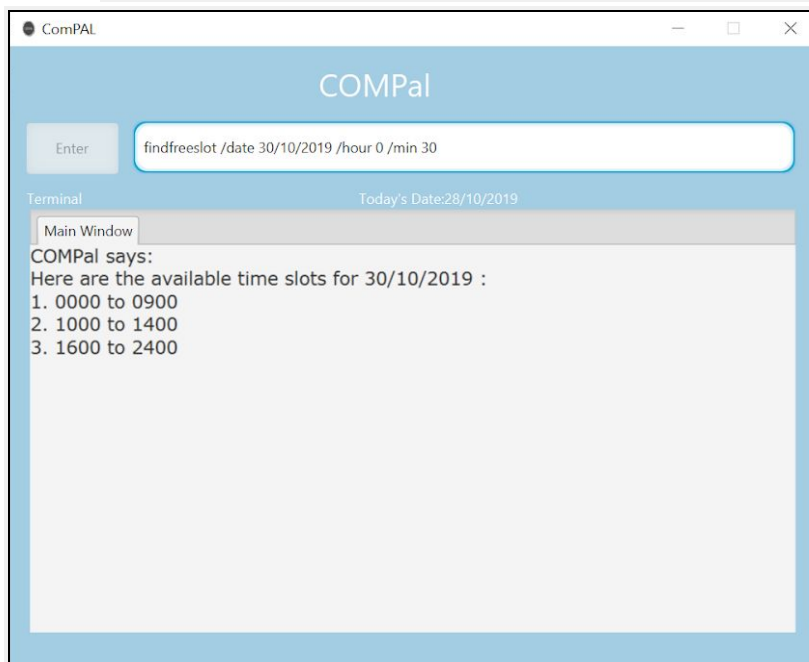 ComPAL
COMPal
Enter
findfreeslot /date 30/10/2019 /hour 0 /min 30
Terminal
Today's Date:28/10/2019
Main Window
COMPal says:
Here are the available time slots for 30/10/2019 :
1. 0000 to 0900
2. 1000 to 1400
3. 1600 to 2400